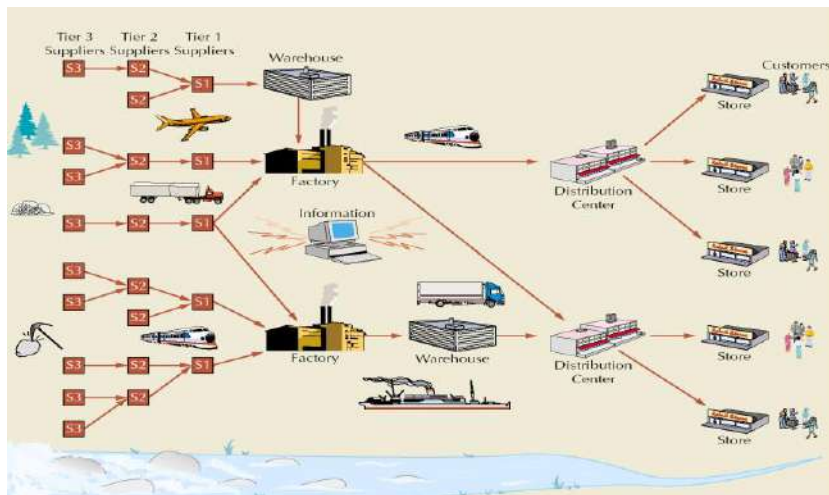 Tier 3 Suppliers
Tier 2 Suppliers
Tier 1 Suppliers
Warehouse
Customers
S3 S2
S1
S2
Store
S3
S2 S1
S3
Factory
Distribution Center
Store
S3 S2 S1
Information
Store
S3
S2
S3 S1
S2
Factory
Warehouse
Distribution Center
Store
S3 S2 S1
S3 S2
S3
Store